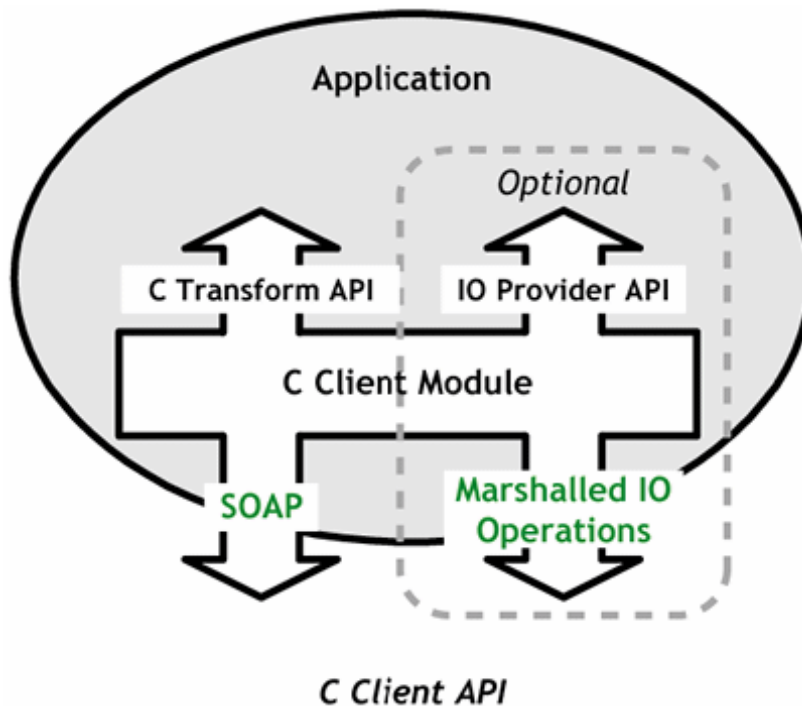 Application
Optional
C Transform API
IO Provider API
C Client Module
SOAP
Marshalled IO
Operations
C Client API